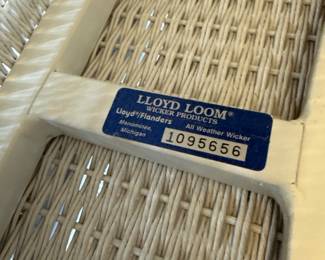 LLOYD LOOM®
WICKER PRODUCTS
Lloyd®/Flanders All Weather Wicker
Menominee,
Michigan
1095656